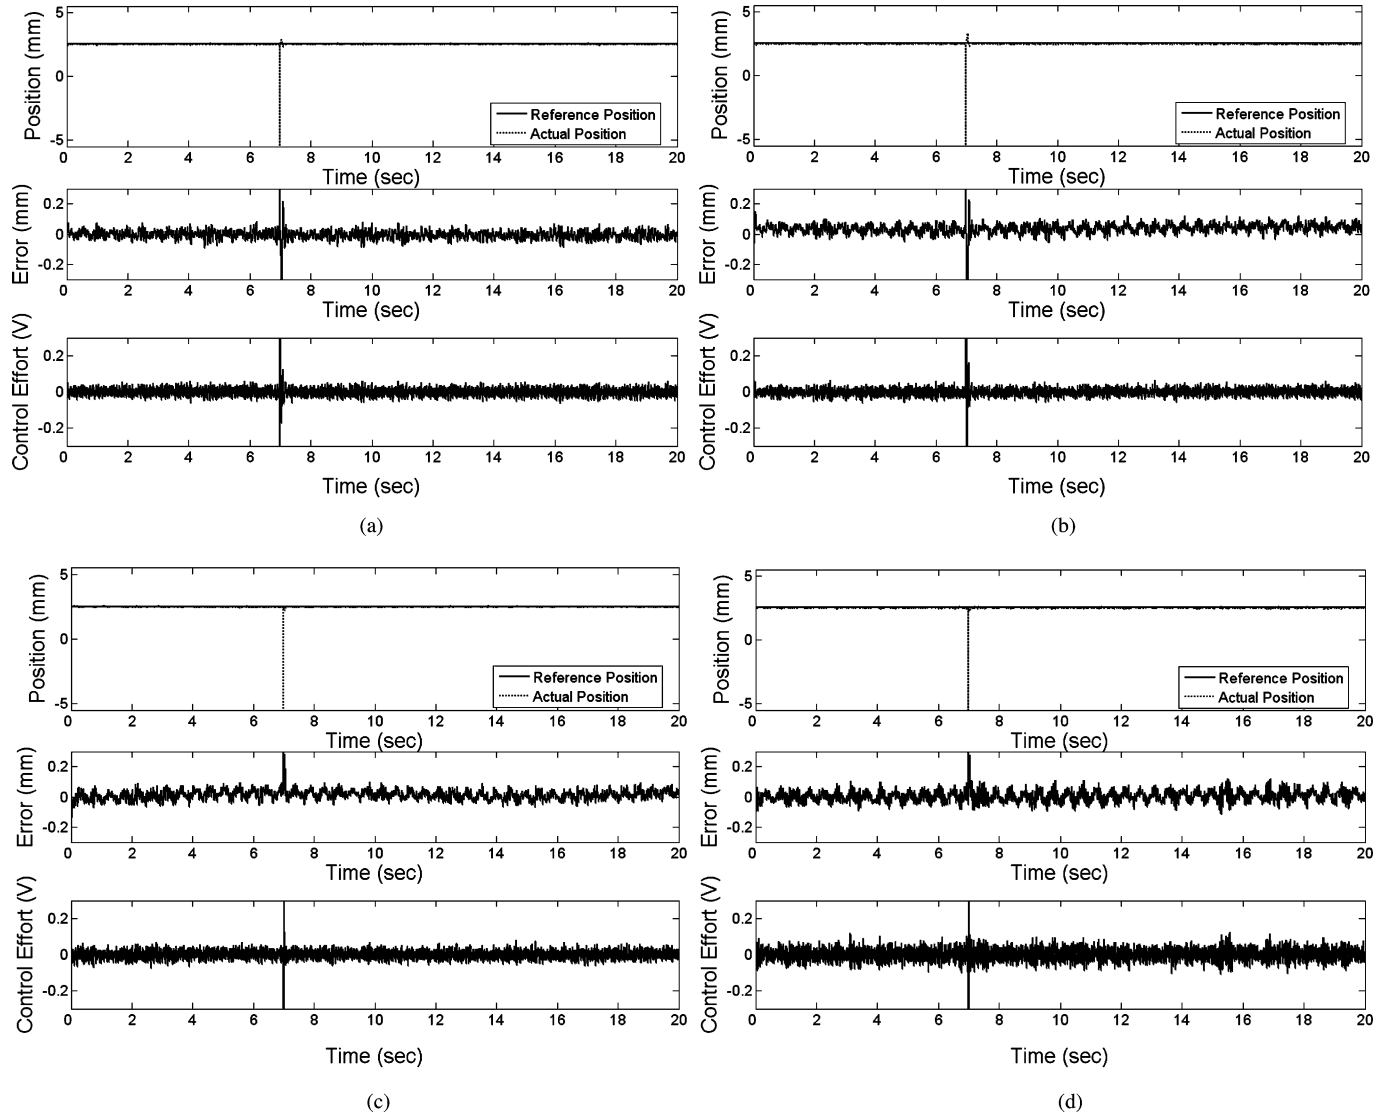 Position (mm)
5
0
-5
Reference Position
Actual Position
0 2 4 6 8 10 12 14 16 18 20
Time (sec)
Error (mm)
0.2
0
-0.2
0 2 4 6 8 10 12 14 16 18 20
Time (sec)
Control Effort (V)
0.2
0
-0.2
0 2 4 6 8 10 12 14 16 18 20
Time (sec)
(a)
Position (mm)
5
0
-5
Reference Position
Actual Position
0 2 4 6 8 10 12 14 16 18 20
Time (sec)
Error (mm)
0.2
0
-0.2
0 2 4 6 8 10 12 14 16 18 20
Time (sec)
Control Effort (V)
0.2
0
-0.2
0 2 4 6 8 10 12 14 16 18 20
Time (sec)
(b)
Position (mm)
5
0
-5
Reference Position
Actual Position
0 2 4 6 8 10 12 14 16 18 20
Time (sec)
Error (mm)
0.2
0
-0.2
0 2 4 6 8 10 12 14 16 18 20
Time (sec)
Control Effort (V)
0.2
0
-0.2
0 2 4 6 8 10 12 14 16 18 20
Time (sec)
(c)
Position (mm)
5
0
-5
Reference Position
Actual Position
0 2 4 6 8 10 12 14 16 18 20
Time (sec)
Error (mm)
0.2
0
-0.2
0 2 4 6 8 10 12 14 16 18 20
Time (sec)
Control Effort (V)
0.2
0
-0.2
0 2 4 6 8 10 12 14 16 18 20
Time (sec)
(d)